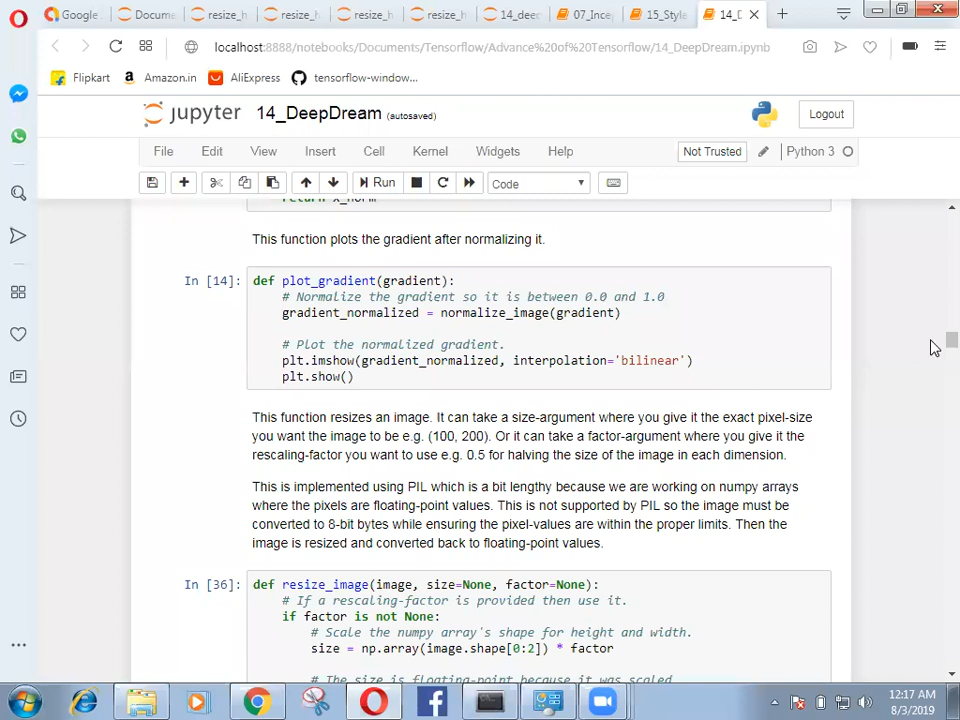 Google
Docume
resize_h
resize_h
resize_h
resize_h
14_deep
07_Ince
15_Style
14_D
localhost:8888/notebooks/Documents/Tensorflow/Advance%20of%20Tensorflow/14_DeepDream.ipynb
Flipkart
Amazon.in
AliExpress
tensorflow-window...
jupyter 14_DeepDream (autosaved)
Logout
File Edit View Insert Cell Kernel Widgets Help
Not Trusted
Python 3
Run
Code
return x_norm
This function plots the gradient after normalizing it.
In [14]:
def plot_gradient(gradient):
# Normalize the gradient so it is between 0.0 and 1.0
gradient_normalized = normalize_image(gradient)
# Plot the normalized gradient.
plt.imshow(gradient_normalized, interpolation='bilinear')
plt.show()
This function resizes an image. It can take a size-argument where you give it the exact pixel-size
you want the image to be e.g. (100, 200). Or it can take a factor-argument where you give it the
rescaling-factor you want to use e.g. 0.5 for halving the size of the image in each dimension.
This is implemented using PIL which is a bit lengthy because we are working on numpy arrays
where the pixels are floating-point values. This is not supported by PIL so the image must be
converted to 8-bit bytes while ensuring the pixel-values are within the proper limits. Then the
image is resized and converted back to floating-point values.
In [36]:
def resize_image(image, size=None, factor=None):
# If a rescaling-factor is provided then use it.
if factor is not None:
# Scale the numpy array's shape for height and width.
size = np.array(image.shape[0:2]) * factor
# The size is floating-point because it was scaled
12:17 AM
8/3/2019